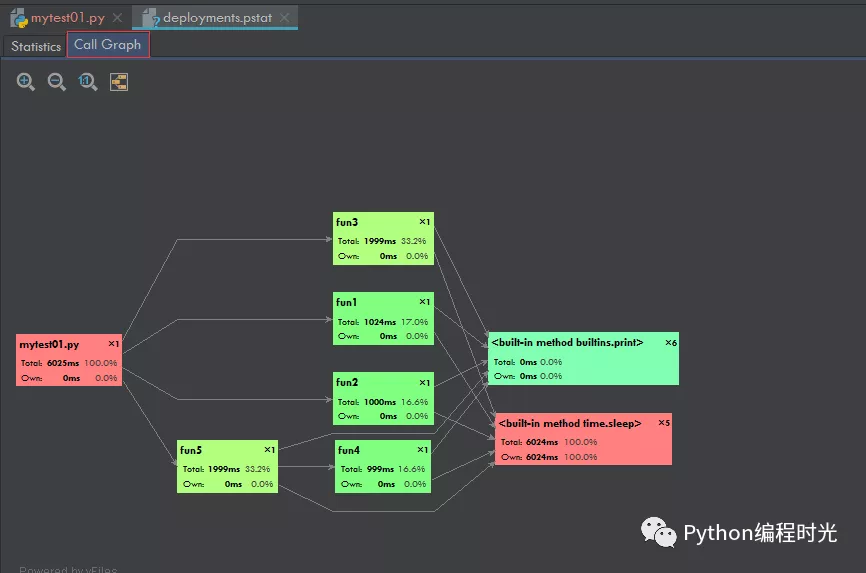 mytest01.py
deployments.pstat
Statistics
Call Graph
1:1
fun3 ×1
Total: 1999ms 33.2%
Own: 0ms 0.0%
fun1 ×1
Total: 1024ms 17.0%
Own: 0ms 0.0%
mytest01.py ×1
Total: 6025ms 100.0%
Own: 0ms 0.0%
<built-in method builtins.print> ×6
Total: 0ms 0.0%
Own: 0ms 0.0%
fun2 ×1
Total: 1000ms 16.6%
Own: 0ms 0.0%
<built-in method time.sleep> ×5
Total: 6024ms 100.0%
Own: 6024ms 100.0%
fun5 ×1
Total: 1999ms 33.2%
Own: 0ms 0.0%
fun4 ×1
Total: 999ms 16.6%
Own: 0ms 0.0%
Python编程时光
Powered by yFiles